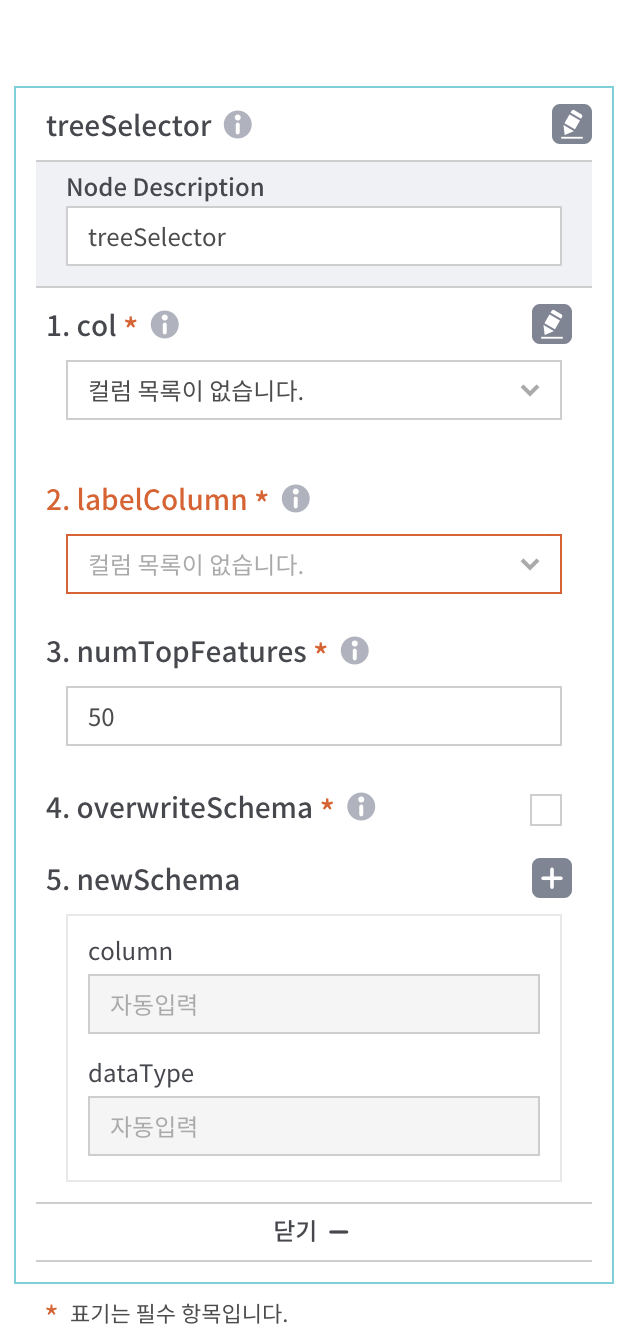 treeSelector
Node Description
treeSelector
1. col *
컬럼 목록이 없습니다.
2. labelColumn *
컬럼 목록이 없습니다.
3. numTopFeatures *
50
4. overwriteSchema *
5. newSchema
column
자동입력
dataType
자동입력
닫기
* 표기는 필수 항목입니다.